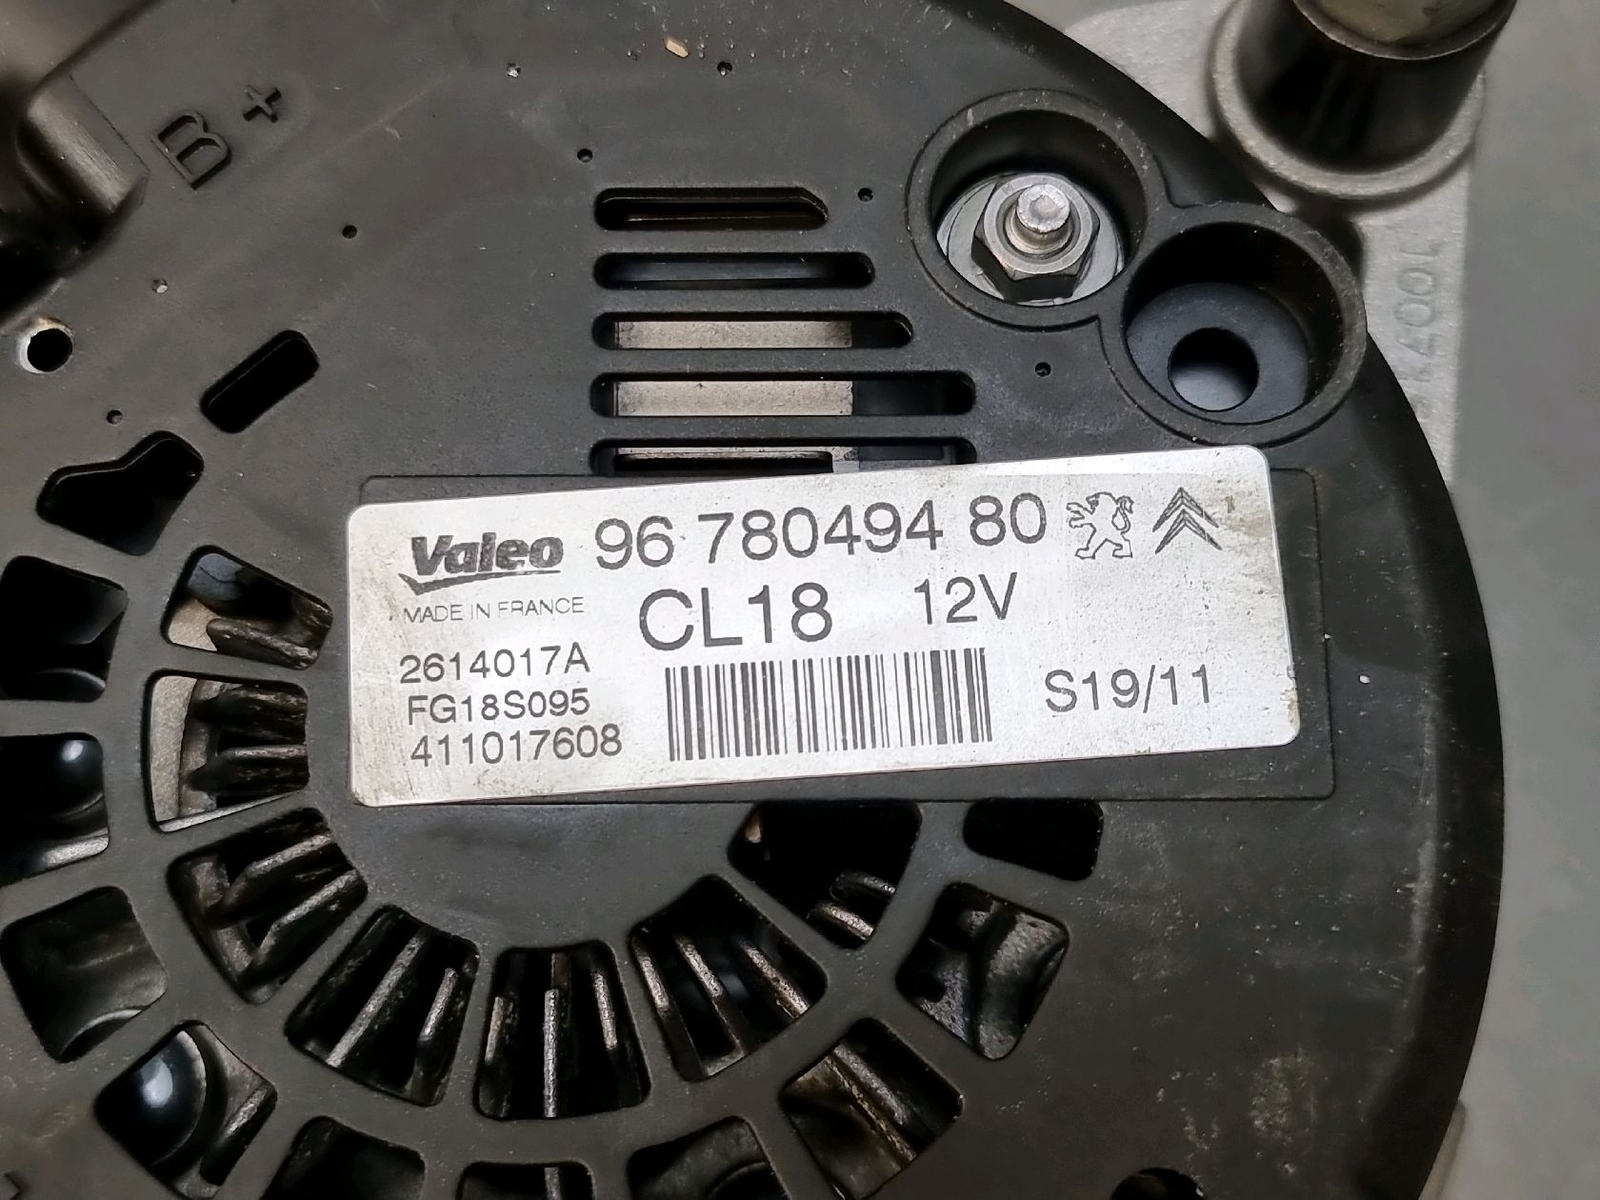 B+
Valeo 96 780494 80
MADE IN FRANCE CL18 12V
2614017A
FG18S095 S19/11
411017608